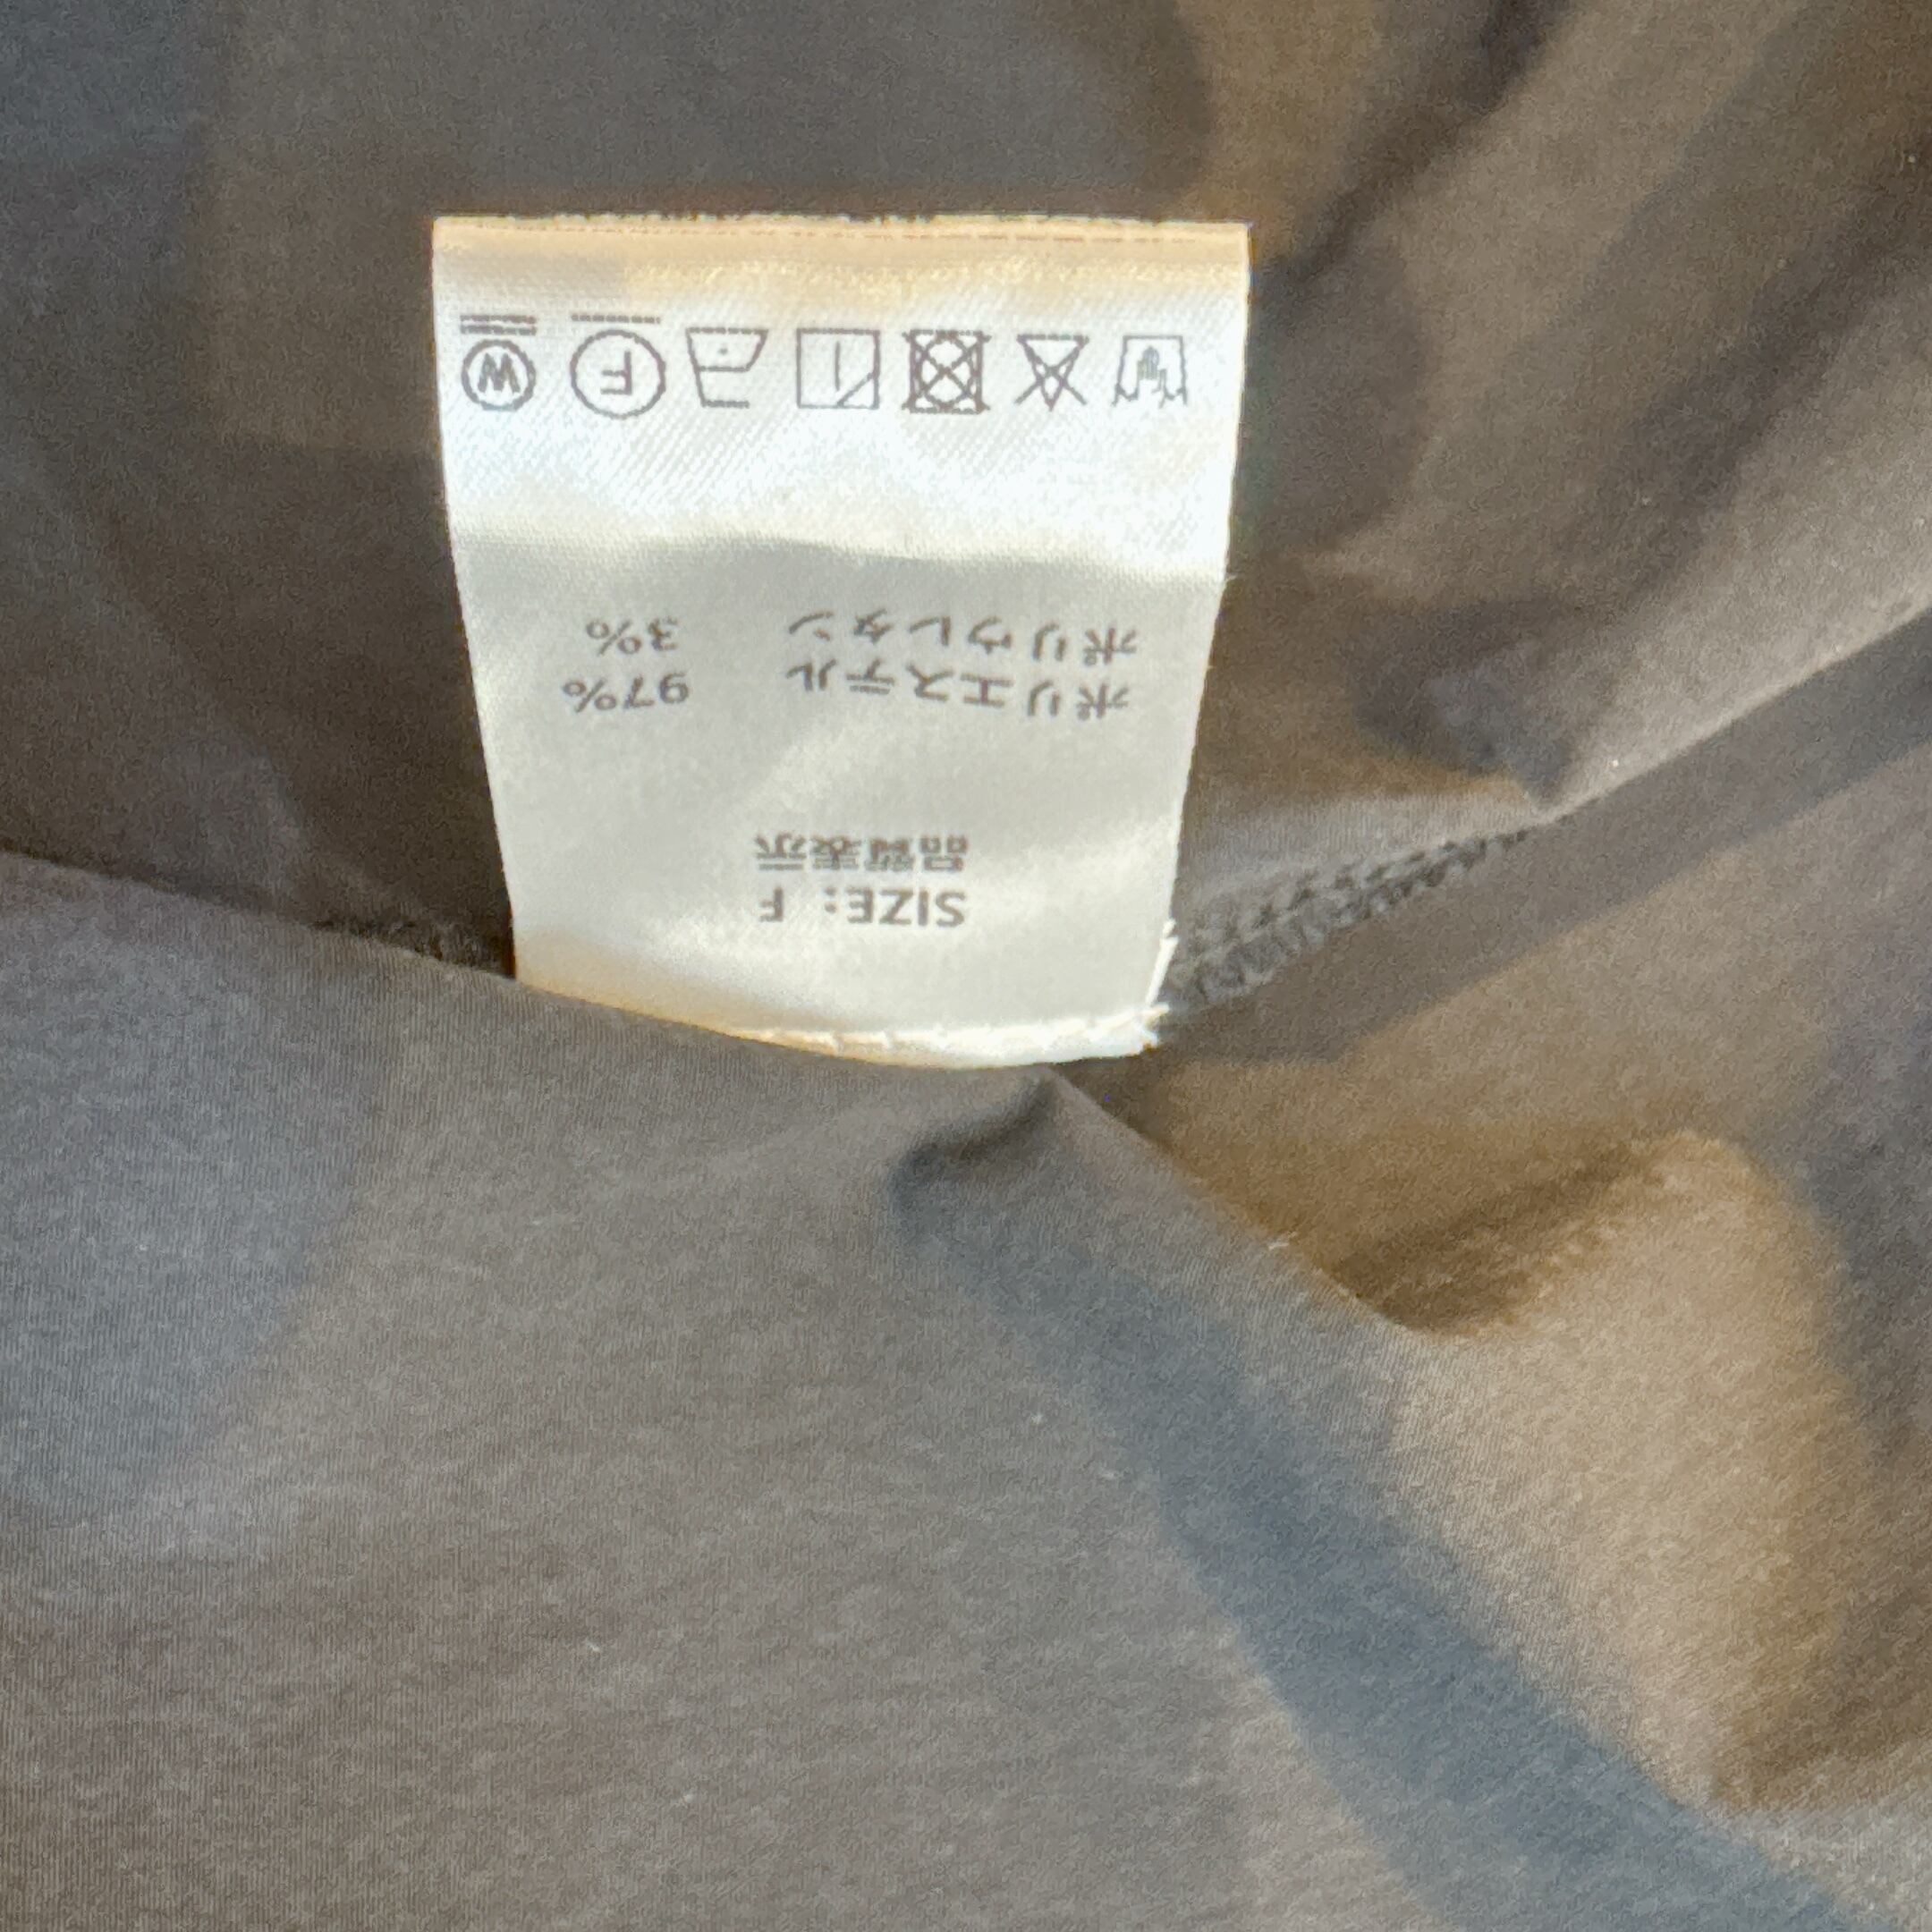 SIZE: F
品質表示
ポリエステル 97%
ポリウレタン 3%
F
W